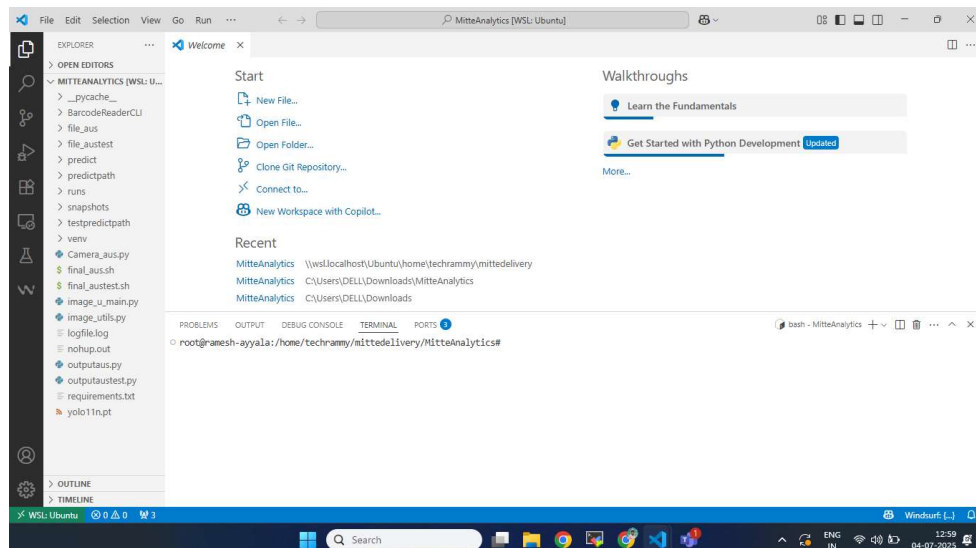 File Edit Selection View Go Run ··· MitteAnalytics [WSL: Ubuntu]
EXPLORER ···
OPEN EDITORS
MITTEANALYTICS [WSL: U...
__pycache__
BarcodeReaderCLI
file_aus
file_austest
predict
predictpath
runs
snapshots
testpredictpath
venv
Camera_aus.py
$ final_aus.sh
$ final_austest.sh
image_u_main.py
image_utils.py
logfile.log
nohup.out
outputaus.py
outputaustest.py
requirements.txt
yolo11n.pt
OUTLINE
TIMELINE
Welcome
Start
New File...
Open File...
Open Folder...
Clone Git Repository...
Connect to...
New Workspace with Copilot...
Recent
MitteAnalytics \\wsl.localhost\Ubuntu\home\techrammy\mittedelivery
MitteAnalytics C:\Users\DELL\Downloads\MitteAnalytics
MitteAnalytics C:\Users\DELL\Downloads
Walkthroughs
Learn the Fundamentals
Get Started with Python Development Updated
More...
PROBLEMS OUTPUT DEBUG CONSOLE TERMINAL PORTS 3
bash - MitteAnalytics
root@ramesh-ayyala:/home/techrammy/mittedelivery/MitteAnalytics#
WSL: Ubuntu 0 0 3
Windsurf: {...}
Search
ENG
IN
12:59
04-07-2025